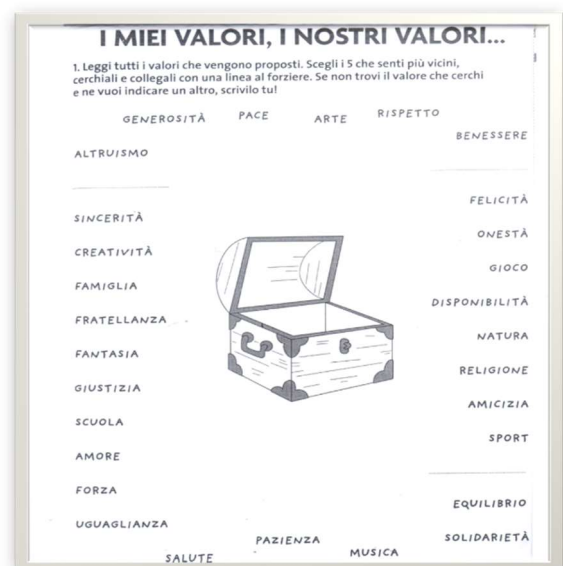 I MIEI VALORI, I NOSTRI VALORI...
1. Leggi tutti i valori che vengono proposti. Scegli i 5 che senti più vicini,
cerchiali e collegali con una linea al forziere. Se non trovi il valore che cerchi
e ne vuoi indicare un altro, scrivilo tu!
GENEROSITÀ
PACE
ARTE
RISPETTO
BENESSERE
ALTRUISMO
SINCERITÀ
CREATIVITÀ
FAMIGLIA
FRATELLANZA
FANTASIA
GIUSTIZIA
SCUOLA
AMORE
FORZA
UGUAGLIANZA
SALUTE
PAZIENZA
MUSICA
FELICITÀ
ONESTÀ
GIOCO
DISPONIBILITÀ
NATURA
RELIGIONE
AMICIZIA
SPORT
EQUILIBRIO
SOLIDARIETÀ